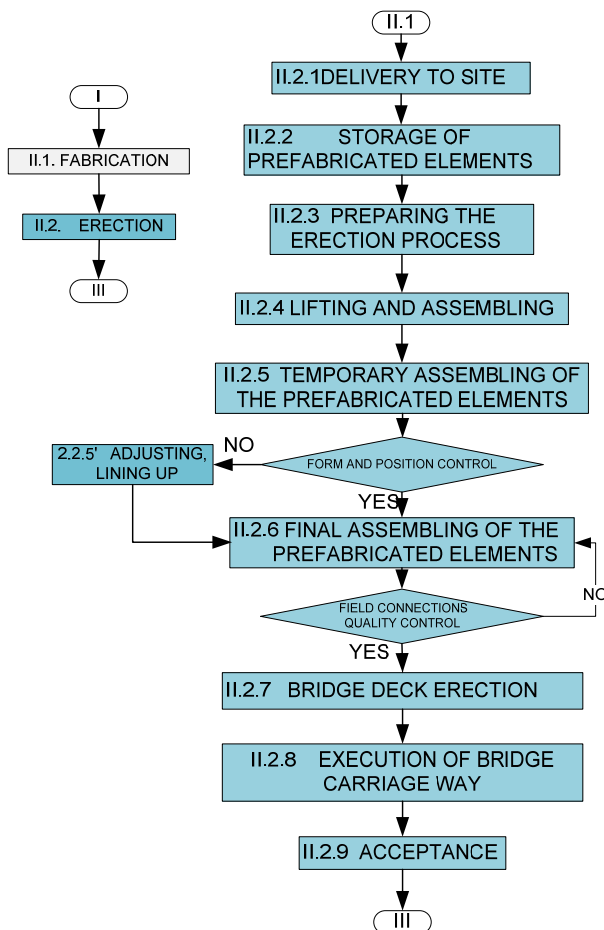 I
II.1. FABRICATION
II.2. ERECTION
III
II.1
II.2.1DELIVERY TO SITE
II.2.2 STORAGE OF
PREFABRICATED ELEMENTS
II.2.3 PREPARING THE
ERECTION PROCESS
II.2.4 LIFTING AND ASSEMBLING
II.2.5 TEMPORARY ASSEMBLING OF
THE PREFABRICATED ELEMENTS
FORM AND POSITION CONTROL
NO
2.2.5' ADJUSTING,
LINING UP
YES
II.2.6 FINAL ASSEMBLING OF THE
PREFABRICATED ELEMENTS
NO
FIELD CONNECTIONS
QUALITY CONTROL
YES
II.2.7 BRIDGE DECK ERECTION
II.2.8 EXECUTION OF BRIDGE
CARRIAGE WAY
II.2.9 ACCEPTANCE
III